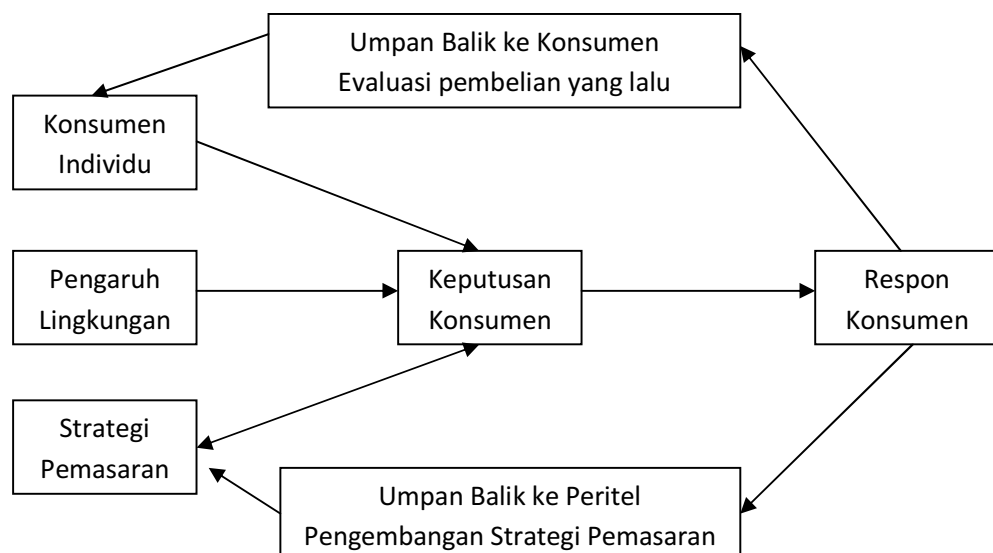 Umpan Balik ke Konsumen
Evaluasi pembelian yang lalu
Konsumen
Individu
Pengaruh
Lingkungan
Keputusan
Konsumen
Respon
Konsumen
Strategi
Pemasaran
Umpan Balik ke Peritel
Pengembangan Strategi Pemasaran